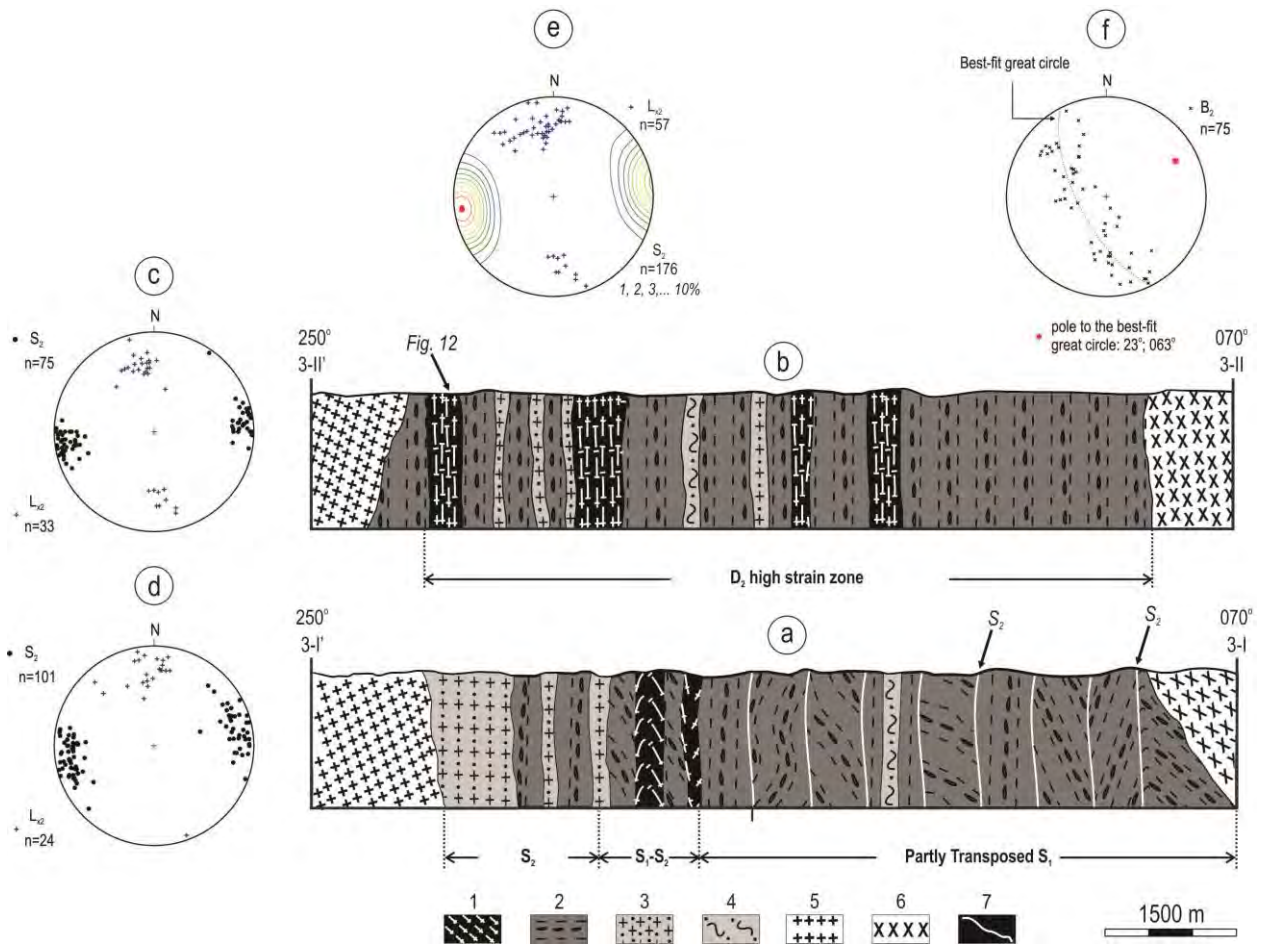 e
N
Lx2
n=57
S2
n=176
1, 2, 3,... 10%
f
Best-fit great circle
N
B2
n=75
pole to the best-fit
great circle: 23°; 063°
c
N
S2
n=75
Lx2
n=33
250°
3-II'
Fig. 12
b
070°
3-II
D2 high strain zone
d
N
S2
n=101
Lx2
n=24
250°
3-I'
a
S2
S2
070°
3-I
S2
S1-S2
Partly Transposed S1
1 2 3 4 5 6 7
1500 m